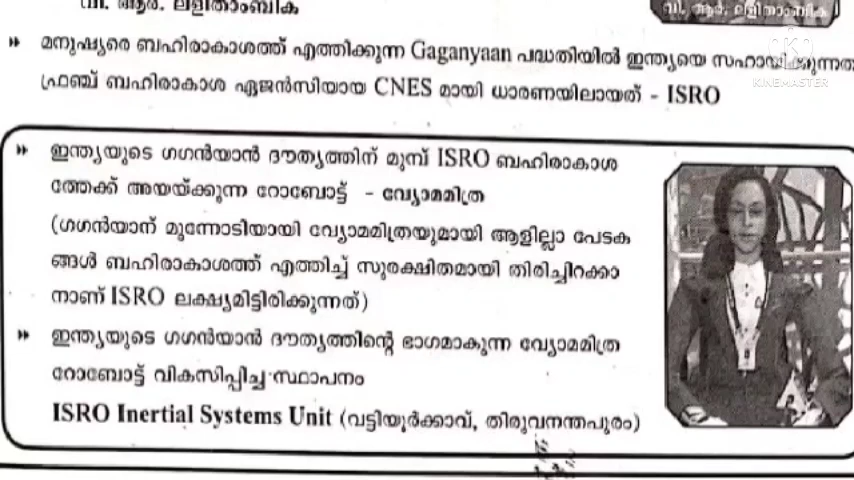 വി. ആർ. ലളിതാംബിക
വി. ആർ. ലളിതാംബിക
മനുഷ്യരെ ബഹിരാകാശത്ത് എത്തിക്കുന്ന Gaganyaan പദ്ധതിയിൽ ഇന്ത്യയെ സഹായിക്കുന്നത
KINEMASTER
ഫ്രഞ്ച് ബഹിരാകാശ ഏജൻസിയായ CNES മായി ധാരണയിലായത് - ISRO
ഇന്ത്യയുടെ ഗഗൻയാൻ ദൗത്യത്തിന് മുമ്പ് ISRO ബഹിരാകാശ
ത്തേക്ക് അയയ്ക്കുന്ന റോബോട്ട് - വ്യോമമിത്ര
(ഗഗൻയാന് മുന്നോടിയായി വ്യോമമിത്രയുമായി ആളില്ലാ പേടക
ങ്ങൾ ബഹിരാകാശത്ത് എത്തിച്ച് സുരക്ഷിതമായി തിരിച്ചിറക്കാ
നാണ് ISRO ലക്ഷ്യമിട്ടിരിക്കുന്നത്)
ഇന്ത്യയുടെ ഗഗൻയാൻ ദൗത്യത്തിന്റെ ഭാഗമാകുന്ന വ്യോമമിത്ര
റോബോട്ട് വികസിപ്പിച്ച സ്ഥാപനം
ISRO Inertial Systems Unit (വട്ടിയൂർക്കാവ്, തിരുവനന്തപുരം)